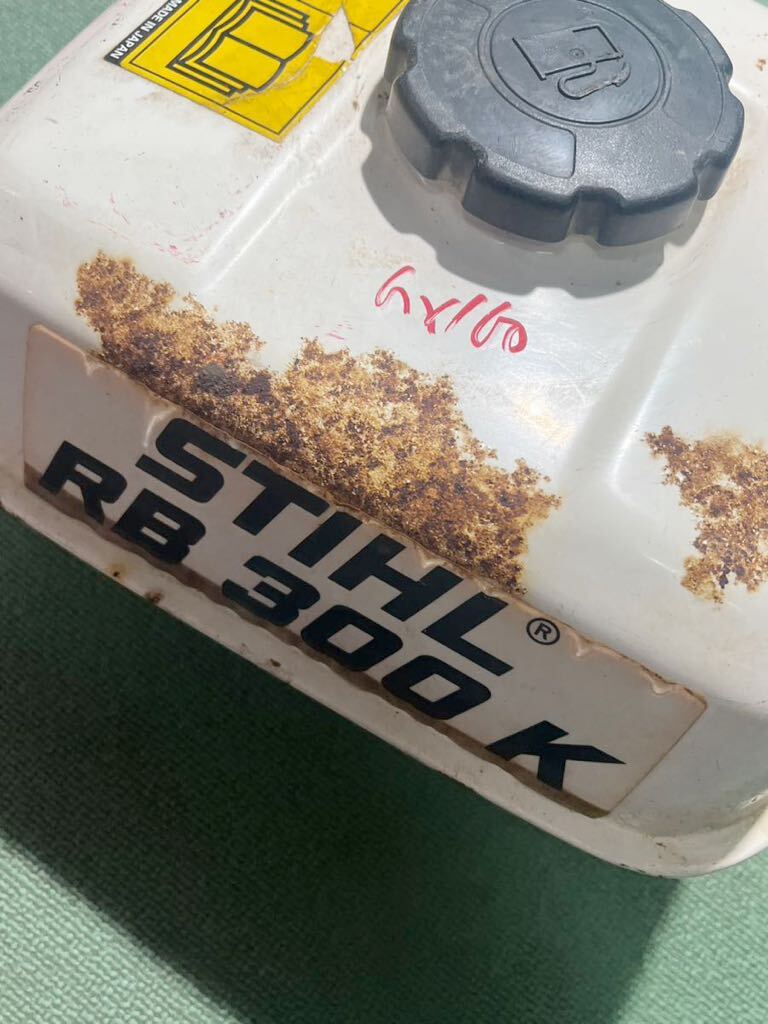 MADE IN JAPAN
Gx160
STIHL®
RB 300 K